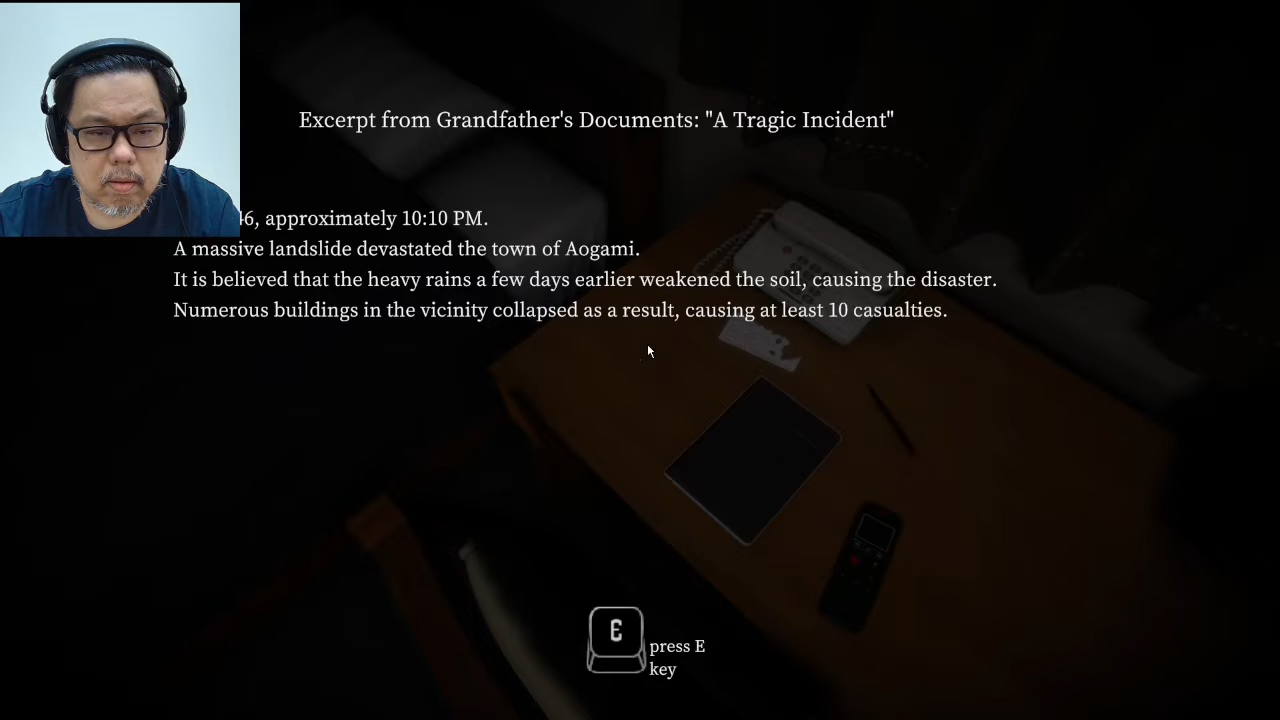 Excerpt from Grandfather's Documents: "A Tragic Incident"
46, approximately 10:10 PM.
A massive landslide devastated the town of Aogami.
It is believed that the heavy rains a few days earlier weakened the soil, causing the disaster.
Numerous buildings in the vicinity collapsed as a result, causing at least 10 casualties.
E
press E
key